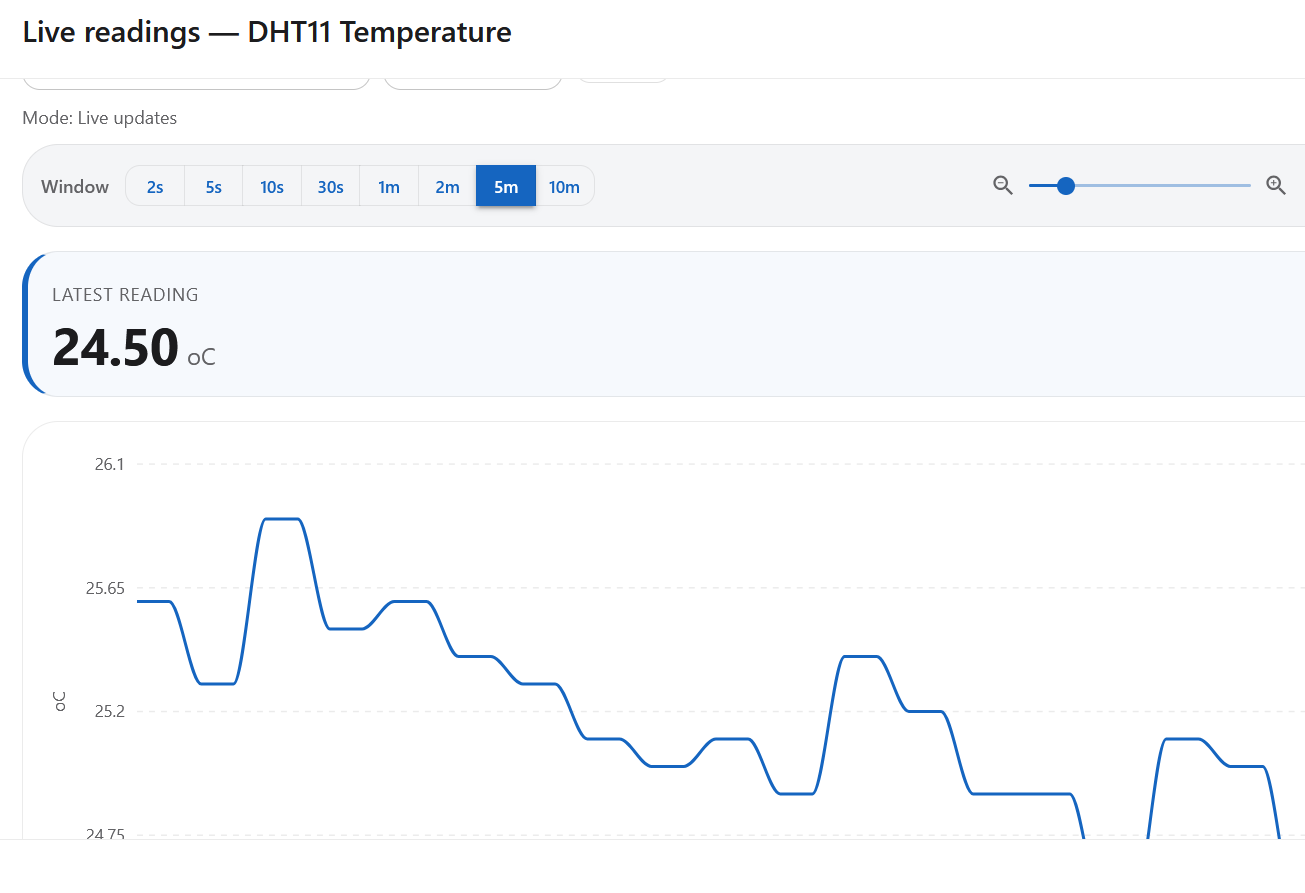 Live readings — DHT11 Temperature
Mode: Live updates
Window 2s 5s 10s 30s 1m 2m 5m 10m
LATEST READING
24.50 oC
26.1
25.65
oC
25.2
24.75